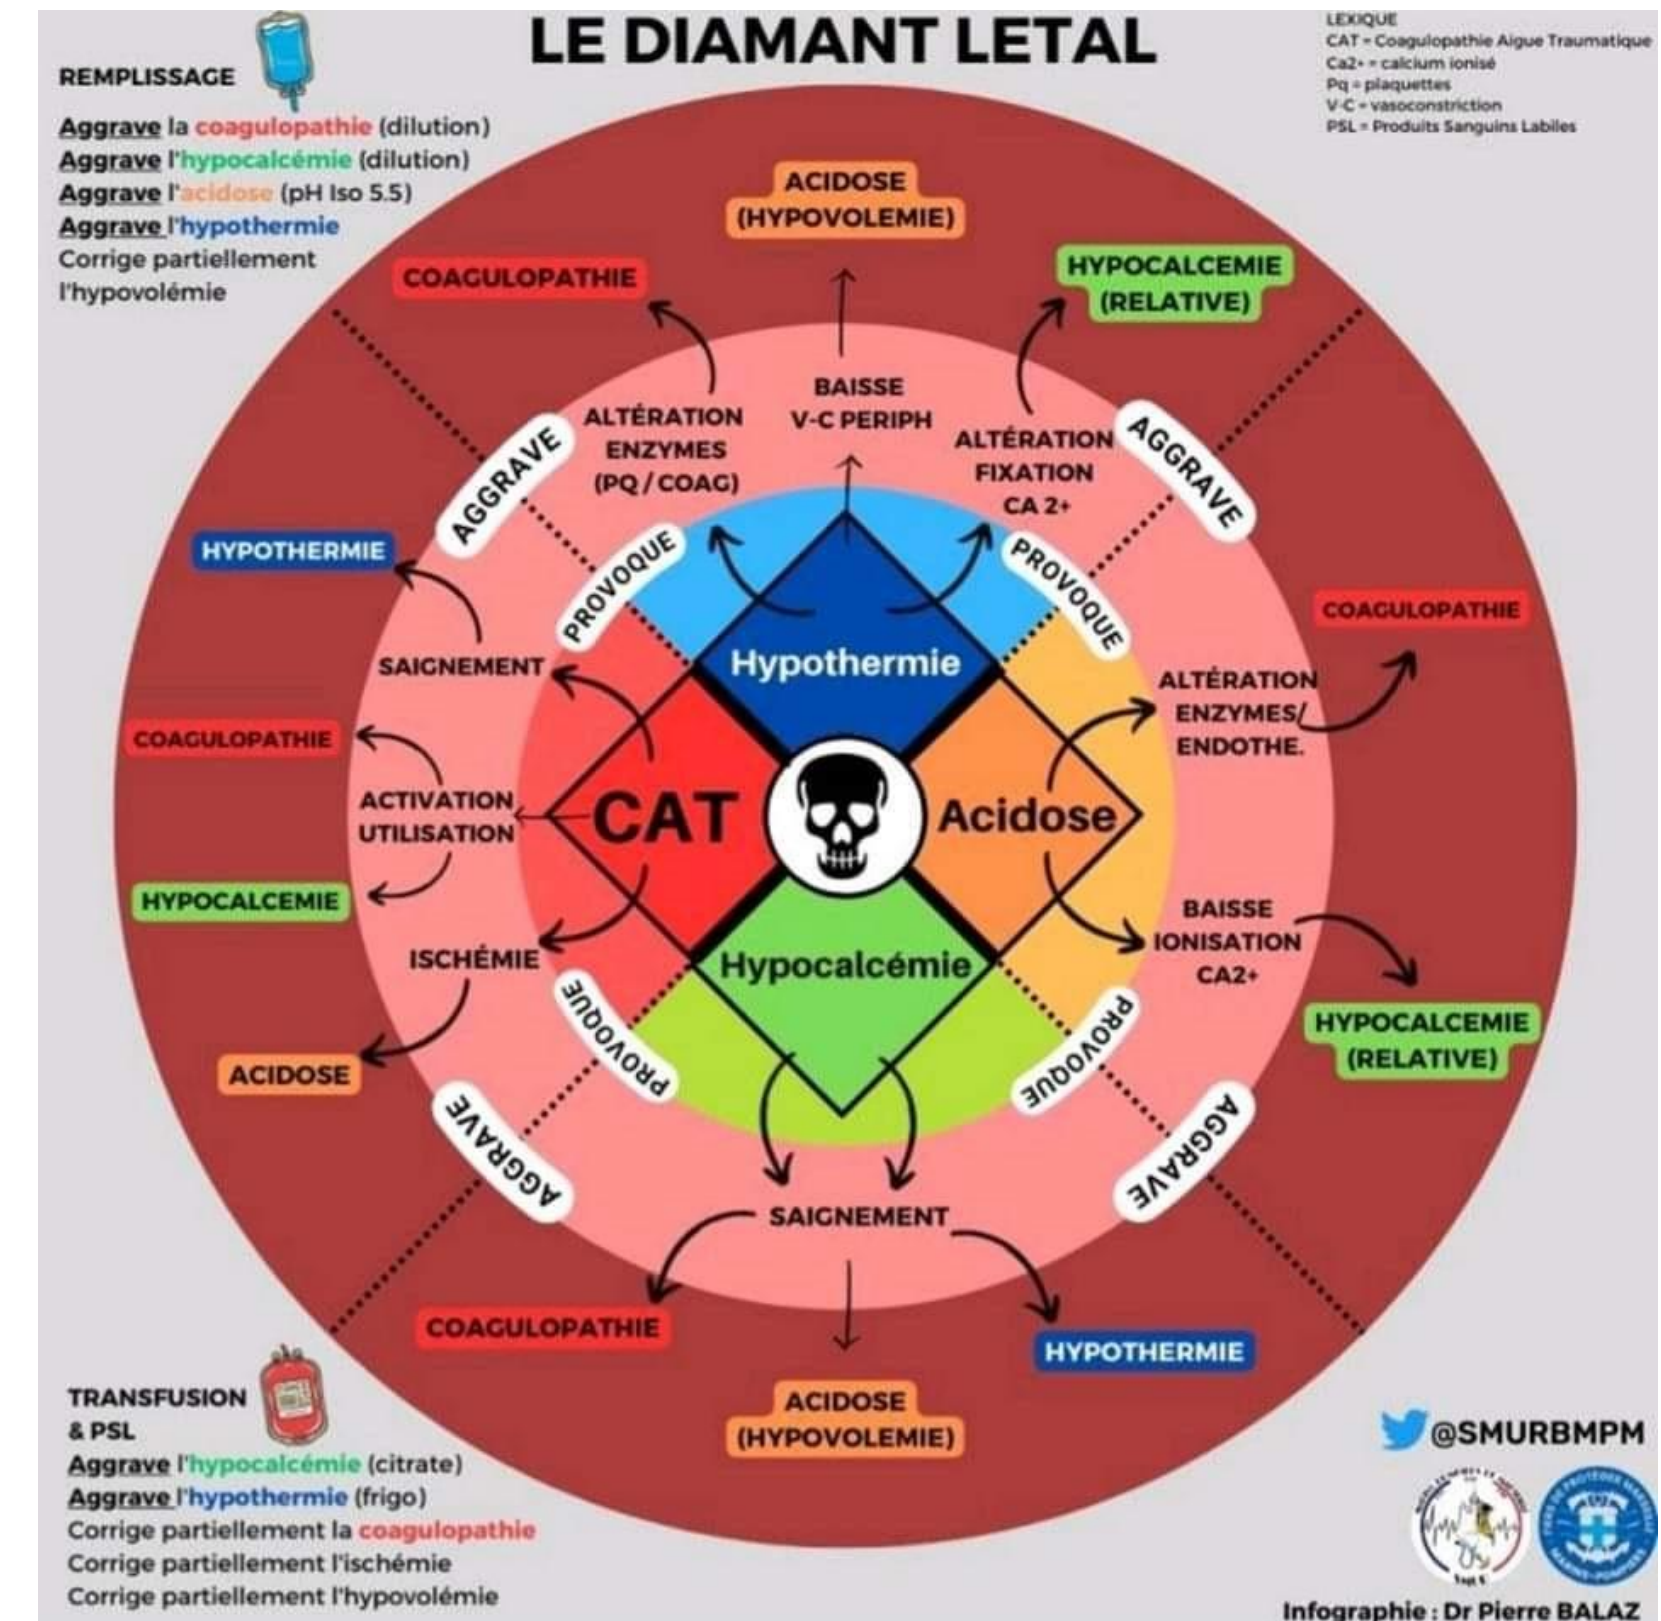 LE DIAMANT LETAL
LEXIQUE
CAT = Coagulopathie Aigue Traumatique
Ca2+ = calcium ionisé
Pq = plaquettes
V-C = vasoconstriction
PSL = Produits Sanguins Labiles
REMPLISSAGE
Aggrave la coagulopathie (dilution)
Aggrave l'hypocalcémie (dilution)
Aggrave l'acidose (pH Iso 5.5)
Aggrave l'hypothermie
Corrige partiellement
l'hypovolémie
ACIDOSE
(HYPOVOLEMIE)
COAGULOPATHIE
HYPOCALCEMIE
(RELATIVE)
ALTÉRATION
ENZYMES
(PQ / COAG)
BAISSE
V-C PERIPH
ALTÉRATION
FIXATION
CA 2+
AGGRAVE
AGGRAVE
PROVOQUE
PROVOQUE
Hypothermie
HYPOTHERMIE
SAIGNEMENT
COAGULOPATHIE
ACTIVATION
UTILISATION
HYPOCALCEMIE
ISCHÉMIE
ACIDOSE
CAT
Acidose
ALTÉRATION
ENZYMES/
ENDOTHE.
COAGULOPATHIE
BAISSE
IONISATION
CA2+
HYPOCALCEMIE
(RELATIVE)
Hypocalcémie
PROVOQUE
PROVOQUE
AGGRAVE
AGGRAVE
SAIGNEMENT
COAGULOPATHIE
HYPOTHERMIE
ACIDOSE
(HYPOVOLEMIE)
TRANSFUSION
& PSL
Aggrave l'hypocalcémie (citrate)
Aggrave l'hypothermie (frigo)
Corrige partiellement la coagulopathie
Corrige partiellement l'ischémie
Corrige partiellement l'hypovolémie
@SMURBMPM
MARINS-POMPIERS
Infographie : Dr Pierre BALAZ